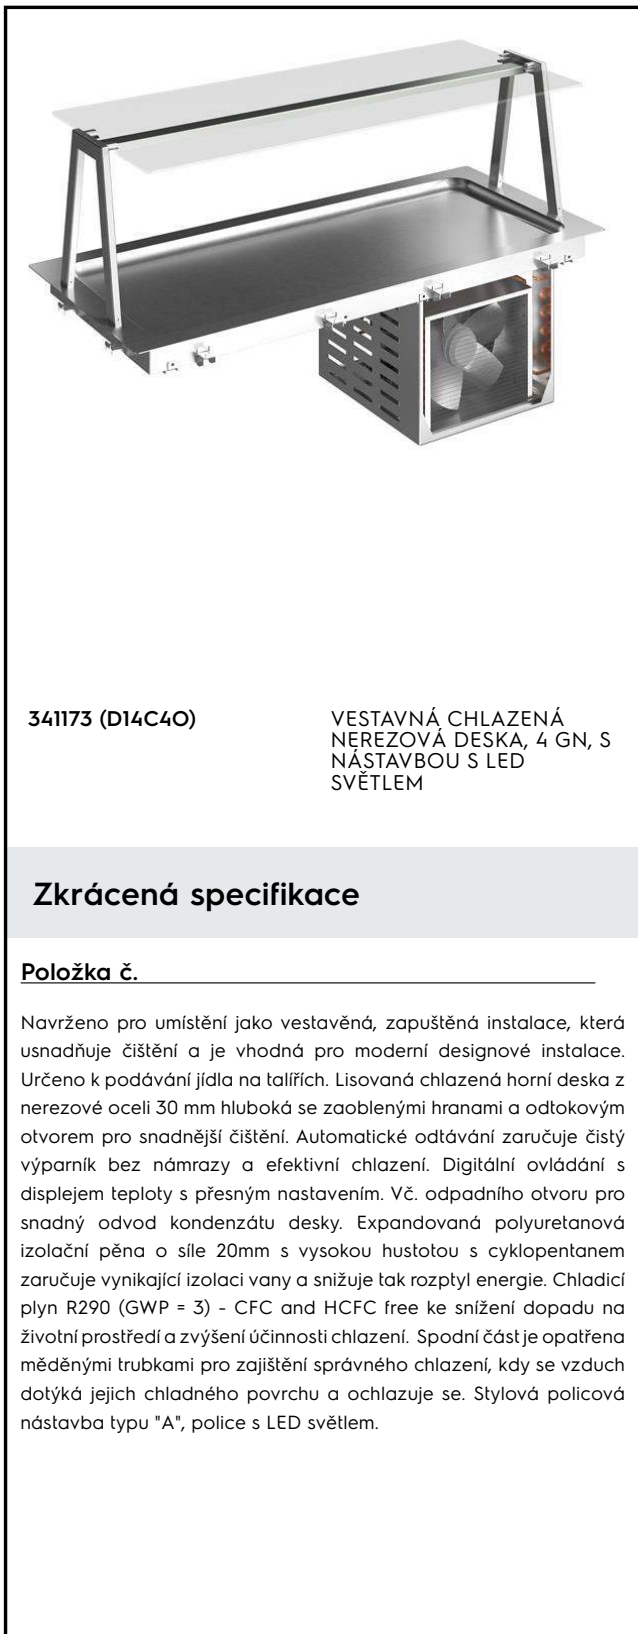 341173 (D14C4O)
VESTAVNÁ CHLAZENÁ
NEREZOVÁ DESKA, 4 GN, S
NÁSTAVBOU S LED
SVĚTLEM
Zkrácená specifikace
Položka č.
Navrženo pro umístění jako vestavěná, zapuštěná instalace, která
usnadňuje čištění a je vhodná pro moderní designové instalace.
Určeno k podávání jídla na talířích. Lisovaná chlazená horní deska z
nerezové oceli 30 mm hluboká se zaoblenými hranami a odtokovým
otvorem pro snadnější čištění. Automatické odtávání zaručuje čistý
výparník bez námrazy a efektivní chlazení. Digitální ovládání s
displejem teploty s přesným nastavením. Vč. odpadního otvoru pro
snadný odvod kondenzátu desky. Expandovaná polyuretanová
izolační pěna o síle 20mm s vysokou hustotou s cyklopentanem
zaručuje vynikající izolaci vany a snižuje tak rozptyl energie. Chladicí
plyn R290 (GWP = 3) - CFC and HCFC free ke snížení dopadu na
životní prostředí a zvýšení účinnosti chlazení. Spodní část je opatřena
měděnými trubkami pro zajištění správného chlazení, kdy se vzduch
dotýká jejich chladného povrchu a ochlazuje se. Stylová policová
nástavba typu "A", police s LED světlem.